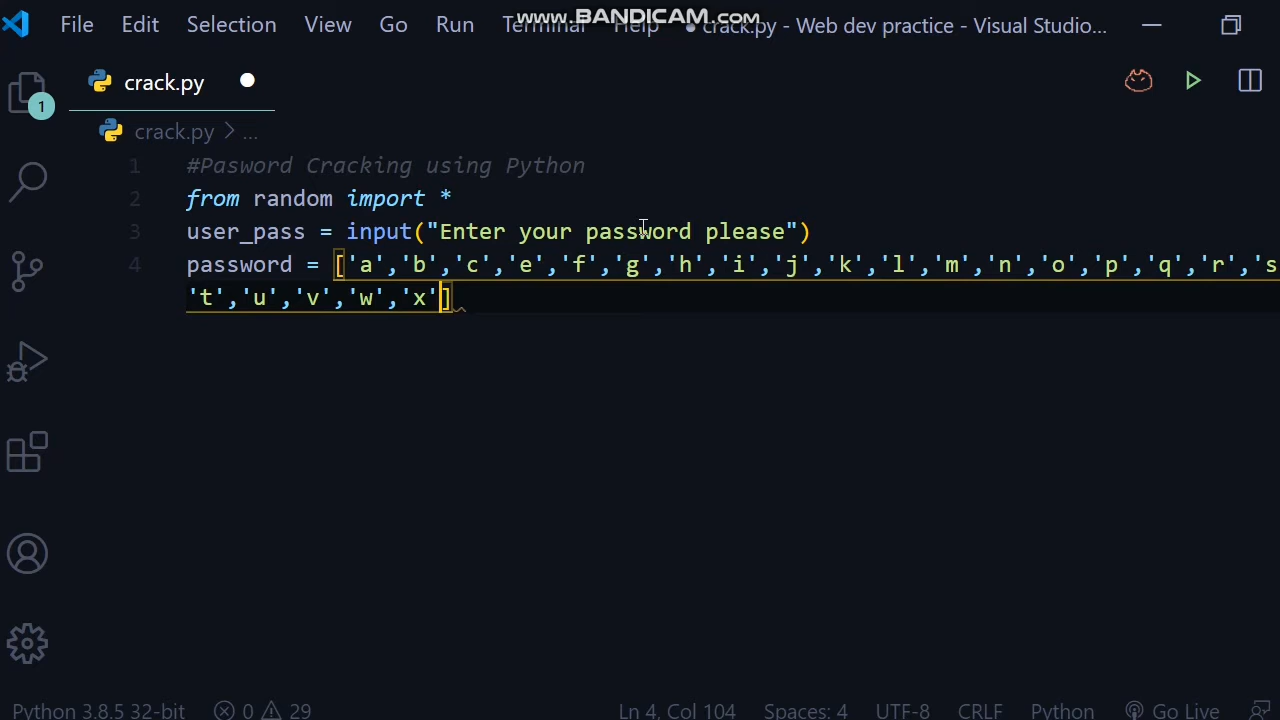 File Edit Selection View Go Run Terminal Help crack.py - Web dev practice - Visual Studio...
www.BANDICAM.com
crack.py
1
crack.py > ...
1 #Pasword Cracking using Python
2 from random import *
3 user_pass = input("Enter your password please")
4 password = ['a','b','c','e','f','g','h','i','j','k','l','m','n','o','p','q','r','s
't','u','v','w','x']
Python 3.8.5 32-bit 0 29 Ln 4, Col 104 Spaces: 4 UTF-8 CRLF Python Go Live